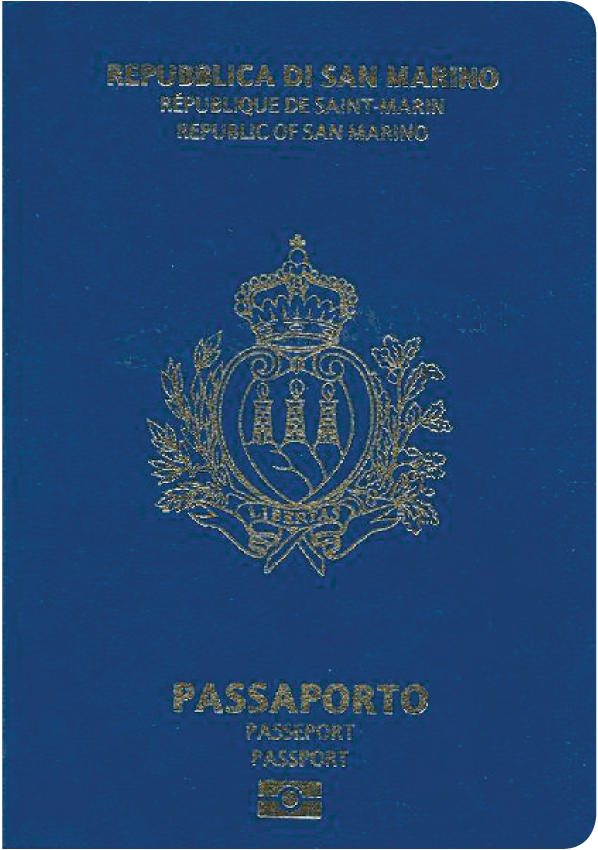 REPUBBLICA DI SAN MARINO
RÉPUBLIQUE DE SAINT-MARIN
REPUBLIC OF SAN MARINO
LIBERTAS
PASSAPORTO
PASSEPORT
PASSPORT